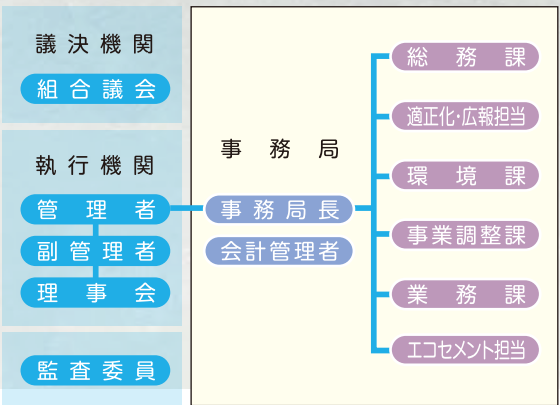 議決機関
組合議会
執行機関
管理者
副管理者
理事会
監査委員
事務局
事務局長
会計管理者
総務課
適正化・広報担当
環境課
事業調整課
業務課
エコセメント担当